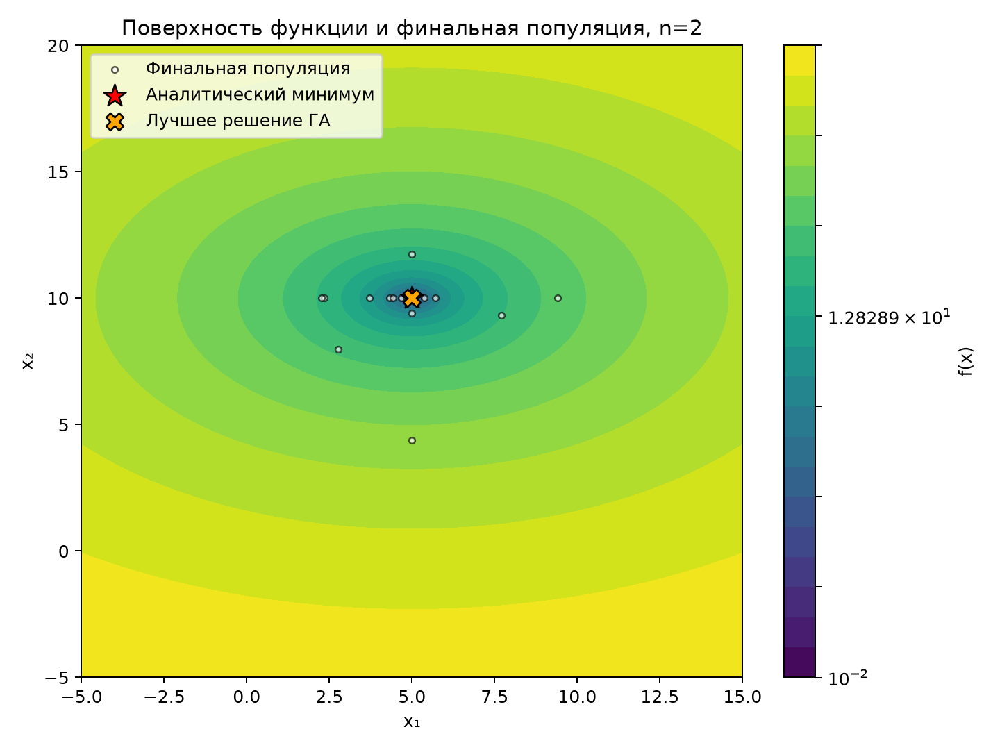 Поверхность функции и финальная популяция, n=2
Финальная популяция
Аналитический минимум
Лучшее решение ГА
20
15
10
5
0
−5
x₂
−5.0 −2.5 0.0 2.5 5.0 7.5 10.0 12.5 15.0
x₁
1.28289 × 10¹
10⁻²
f(x)